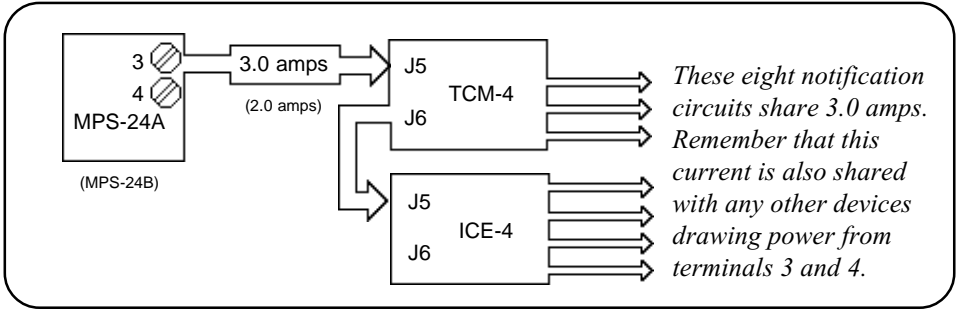 3
4
MPS-24A
(MPS-24B)
3.0 amps
(2.0 amps)
J5
TCM-4
J6
J5
ICE-4
J6
These eight notification
circuits share 3.0 amps.
Remember that this
current is also shared
with any other devices
drawing power from
terminals 3 and 4.